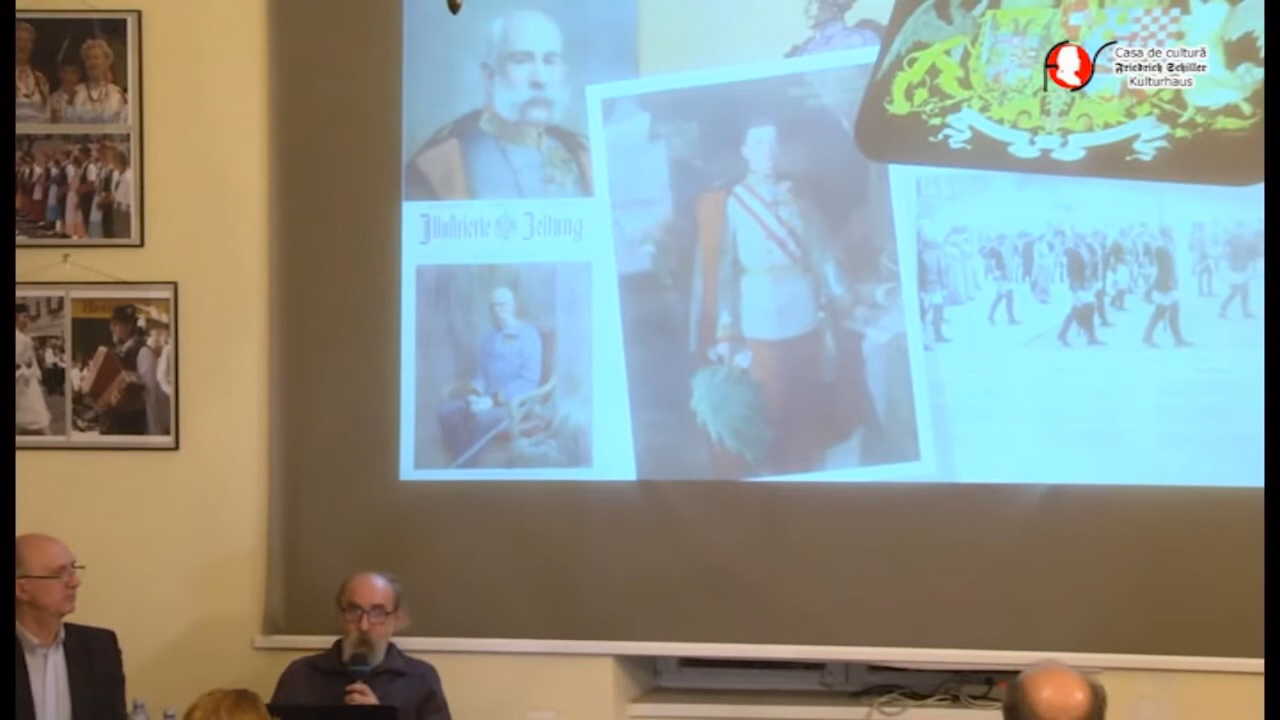 Casa de cultură
Friedrich Schiller
Kulturhaus
Illustrierte Zeitung